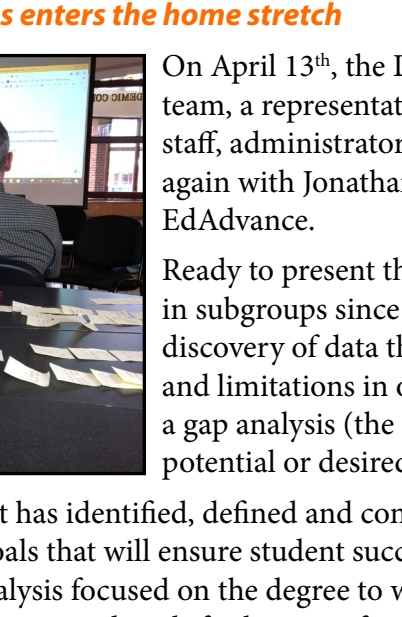 s enters the home stretch
On April 13th, the
team, a representat
staff, administrator
again with Jonathan
EdAdvance.
Ready to present th
in subgroups since
discovery of data th
and limitations in
a gap analysis (the
potential or desired
t has identified, defined and con
oals that will ensure student succ
alysis focused on the degree to w